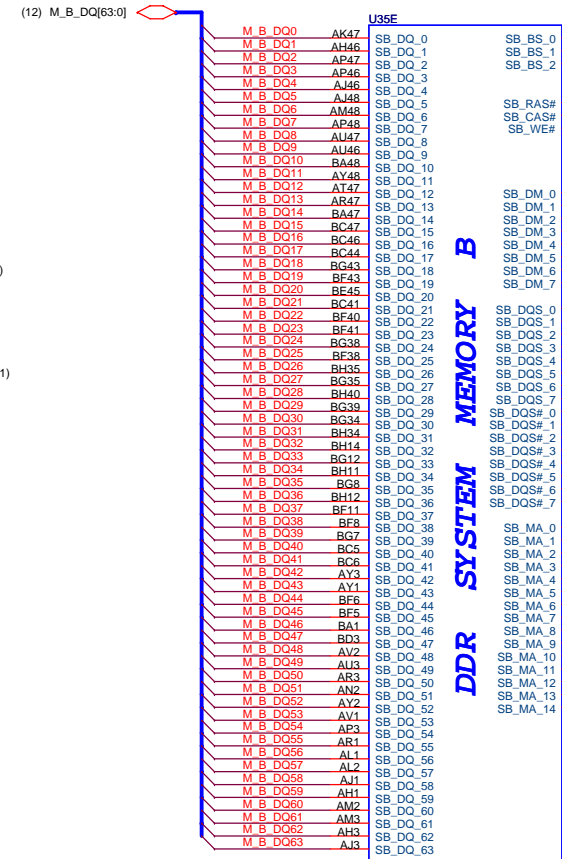 (12) M_B_DQ[63:0]
U35E
M_B_DQ0 AK47 SB_DQ_0
M_B_DQ1 AH46 SB_DQ_1
M_B_DQ2 AP47 SB_DQ_2
M_B_DQ3 AP46 SB_DQ_3
M_B_DQ4 AJ46 SB_DQ_4
M_B_DQ5 AJ48 SB_DQ_5
M_B_DQ6 AM48 SB_DQ_6
M_B_DQ7 AP48 SB_DQ_7
M_B_DQ8 AU47 SB_DQ_8
M_B_DQ9 AU46 SB_DQ_9
M_B_DQ10 BA48 SB_DQ_10
M_B_DQ11 AY48 SB_DQ_11
M_B_DQ12 AT47 SB_DQ_12
M_B_DQ13 AR47 SB_DQ_13
M_B_DQ14 BA47 SB_DQ_14
M_B_DQ15 BC47 SB_DQ_15
M_B_DQ16 BC46 SB_DQ_16
M_B_DQ17 BC44 SB_DQ_17
M_B_DQ18 BG43 SB_DQ_18
M_B_DQ19 BF43 SB_DQ_19
M_B_DQ20 BE45 SB_DQ_20
M_B_DQ21 BC41 SB_DQ_21
M_B_DQ22 BF40 SB_DQ_22
M_B_DQ23 BF41 SB_DQ_23
M_B_DQ24 BG38 SB_DQ_24
M_B_DQ25 BF38 SB_DQ_25
M_B_DQ26 BH35 SB_DQ_26
M_B_DQ27 BG35 SB_DQ_27
M_B_DQ28 BH40 SB_DQ_28
M_B_DQ29 BG39 SB_DQ_29
M_B_DQ30 BG34 SB_DQ_30
M_B_DQ31 BH34 SB_DQ_31
M_B_DQ32 BH14 SB_DQ_32
M_B_DQ33 BG12 SB_DQ_33
M_B_DQ34 BH11 SB_DQ_34
M_B_DQ35 BG8 SB_DQ_35
M_B_DQ36 BH12 SB_DQ_36
M_B_DQ37 BF11 SB_DQ_37
M_B_DQ38 BF8 SB_DQ_38
M_B_DQ39 BG7 SB_DQ_39
M_B_DQ40 BC5 SB_DQ_40
M_B_DQ41 BC6 SB_DQ_41
M_B_DQ42 AY3 SB_DQ_42
M_B_DQ43 AY1 SB_DQ_43
M_B_DQ44 BF6 SB_DQ_44
M_B_DQ45 BF5 SB_DQ_45
M_B_DQ46 BA1 SB_DQ_46
M_B_DQ47 BD3 SB_DQ_47
M_B_DQ48 AV2 SB_DQ_48
M_B_DQ49 AU3 SB_DQ_49
M_B_DQ50 AR3 SB_DQ_50
M_B_DQ51 AN2 SB_DQ_51
M_B_DQ52 AY2 SB_DQ_52
M_B_DQ53 AV1 SB_DQ_53
M_B_DQ54 AP3 SB_DQ_54
M_B_DQ55 AR1 SB_DQ_55
M_B_DQ56 AL1 SB_DQ_56
M_B_DQ57 AL2 SB_DQ_57
M_B_DQ58 AJ1 SB_DQ_58
M_B_DQ59 AH1 SB_DQ_59
M_B_DQ60 AM2 SB_DQ_60
M_B_DQ61 AM3 SB_DQ_61
M_B_DQ62 AH3 SB_DQ_62
M_B_DQ63 AJ3 SB_DQ_63
DDR SYSTEM MEMORY B
SB_BS_0
SB_BS_1
SB_BS_2
SB_RAS#
SB_CAS#
SB_WE#
SB_DM_0
SB_DM_1
SB_DM_2
SB_DM_3
SB_DM_4
SB_DM_5
SB_DM_6
SB_DM_7
SB_DQS_0
SB_DQS_1
SB_DQS_2
SB_DQS_3
SB_DQS_4
SB_DQS_5
SB_DQS_6
SB_DQS_7
SB_DQS#_0
SB_DQS#_1
SB_DQS#_2
SB_DQS#_3
SB_DQS#_4
SB_DQS#_5
SB_DQS#_6
SB_DQS#_7
SB_MA_0
SB_MA_1
SB_MA_2
SB_MA_3
SB_MA_4
SB_MA_5
SB_MA_6
SB_MA_7
SB_MA_8
SB_MA_9
SB_MA_10
SB_MA_11
SB_MA_12
SB_MA_13
SB_MA_14
)
1)